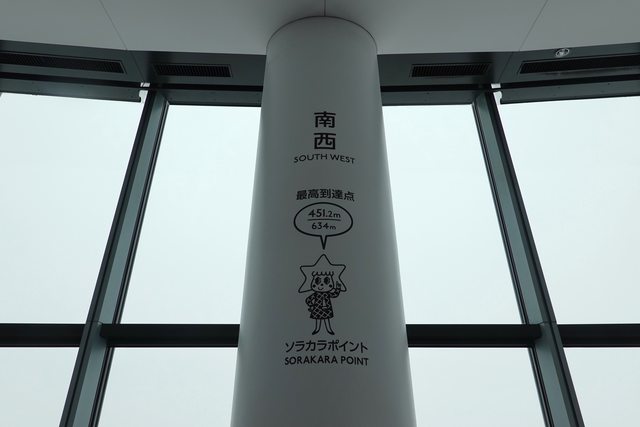 南
西
SOUTH WEST
最高到達点
451.2m
634m
ソラカラポイント
SORAKARA POINT